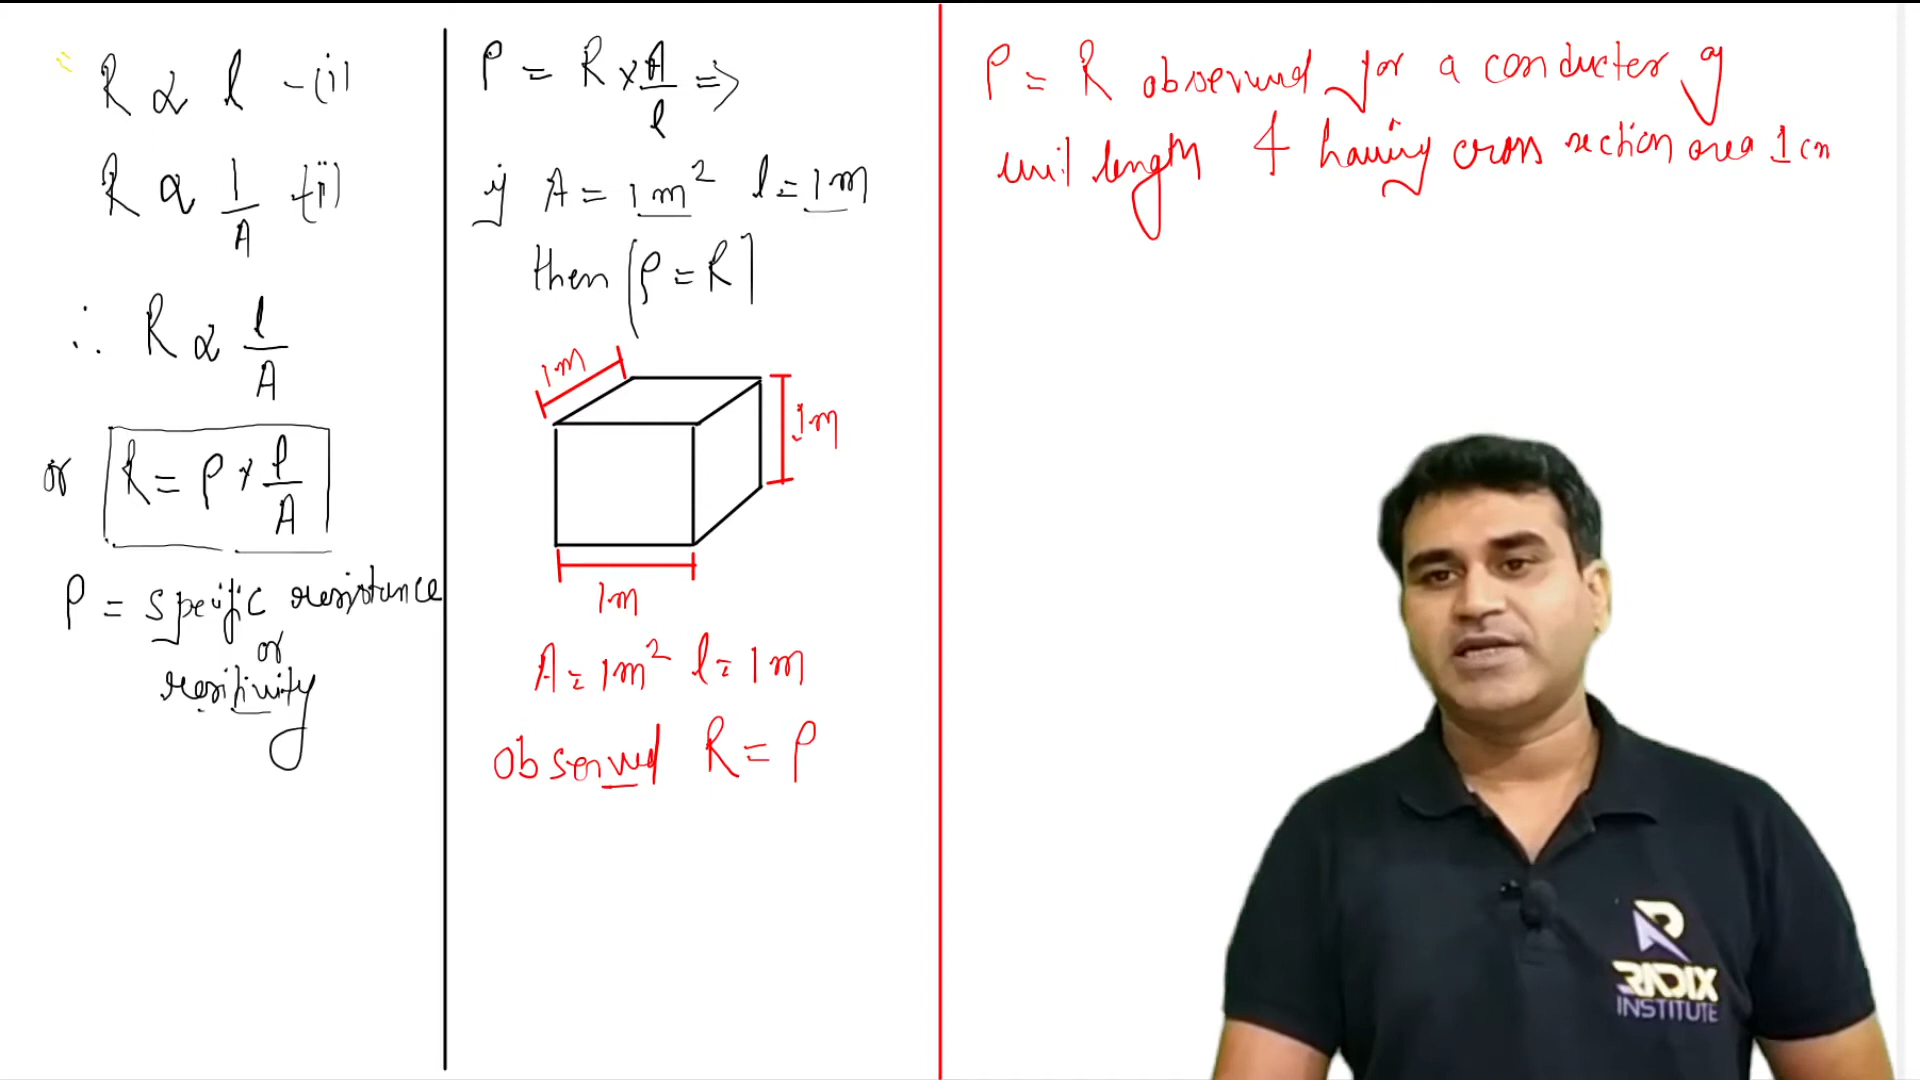 R ∝ l -(i)
R ∝ 1/A -(ii)
∴ R ∝ l/A
or R = ρ × l/A
ρ = specific resistance
or
resistivity
ρ = R × A/l ⇒
if A = 1m² l = 1m
then [ρ = R]
1m
1m
1m
A = 1m² l = 1m
observed R = ρ
ρ = R observed for a conducter of
unit length & having cross section area 1 cm
RADIX
INSTITUTE